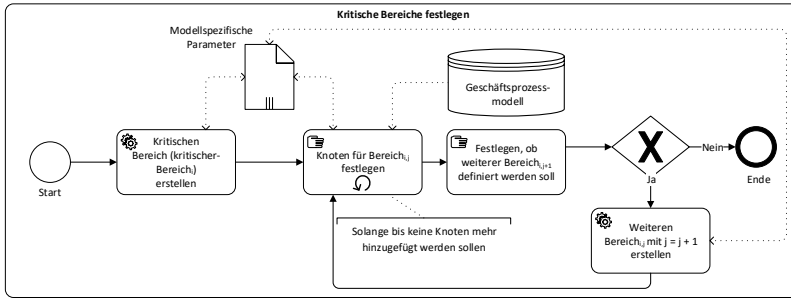 Kritische Bereiche festlegen
Modellspezifische
Parameter
Geschäftsprozess-
modell
Start
Kritischen
Bereich (kritischer-
Bereichᵢ)
erstellen
Knoten für Bereichᵢ,ⱼ
festlegen
Festlegen, ob
weiterer Bereichᵢ,ⱼ₊₁
definiert werden soll
Nein
Ende
Ja
Solange bis keine Knoten mehr
hinzugefügt werden sollen
Weiteren
Bereichᵢ,ⱼ mit j = j + 1
erstellen